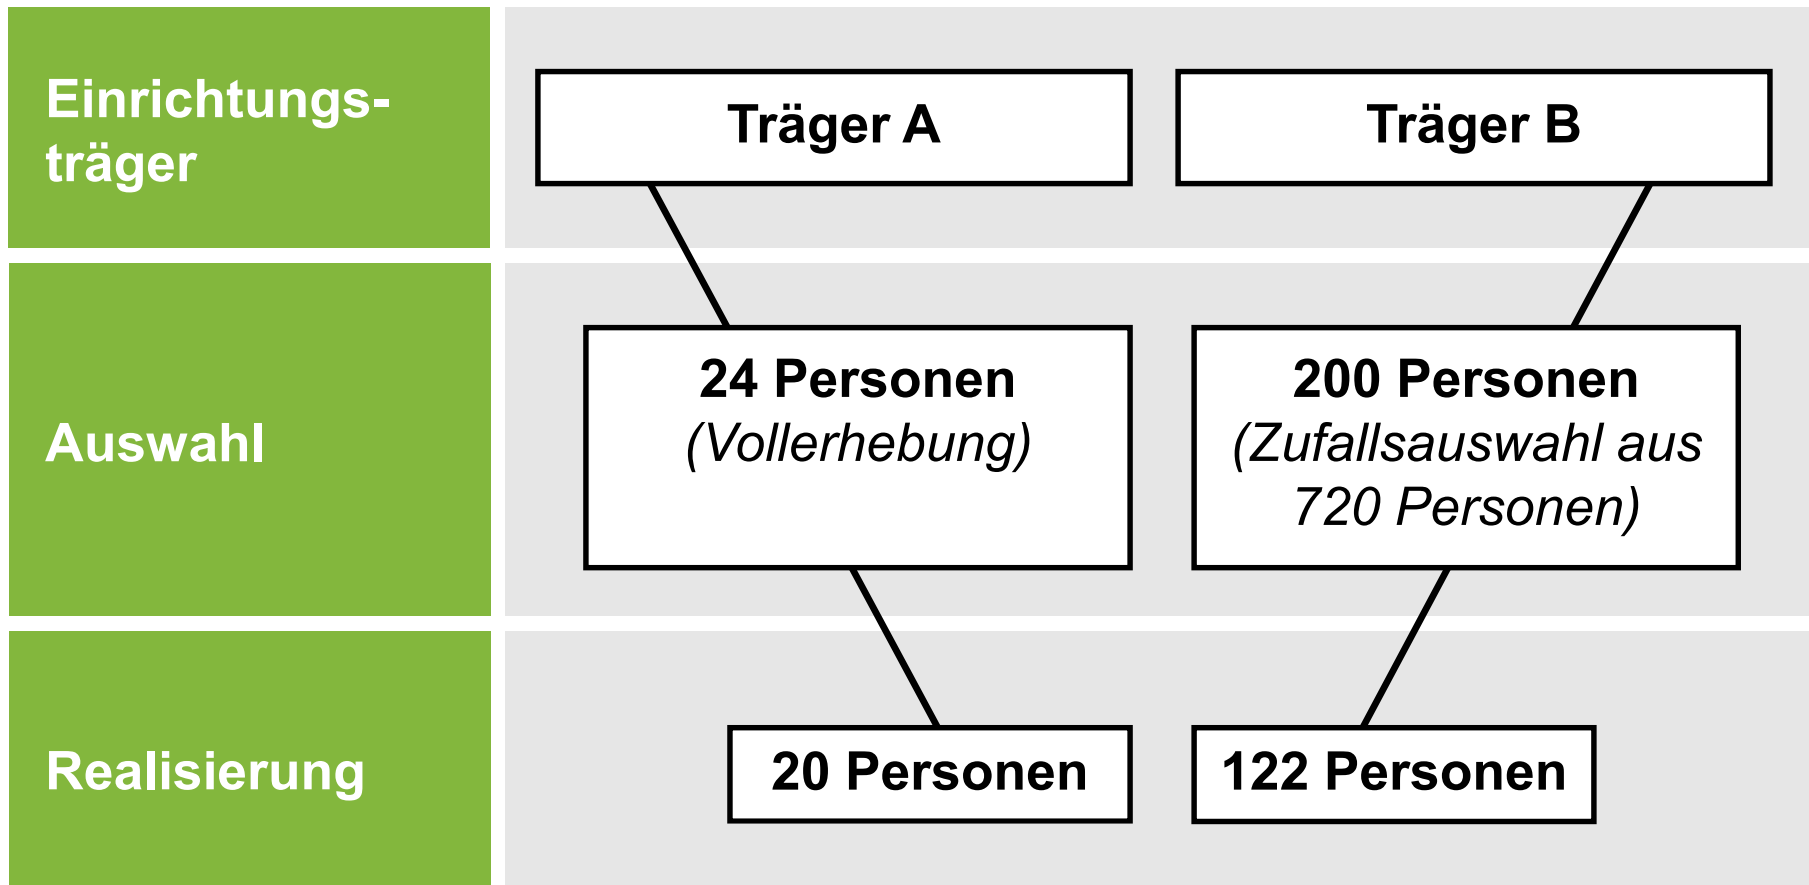 Einrichtungs-
träger
Träger A
Träger B
Auswahl
24 Personen
(Vollerhebung)
200 Personen
(Zufallsauswahl aus
720 Personen)
Realisierung
20 Personen
122 Personen